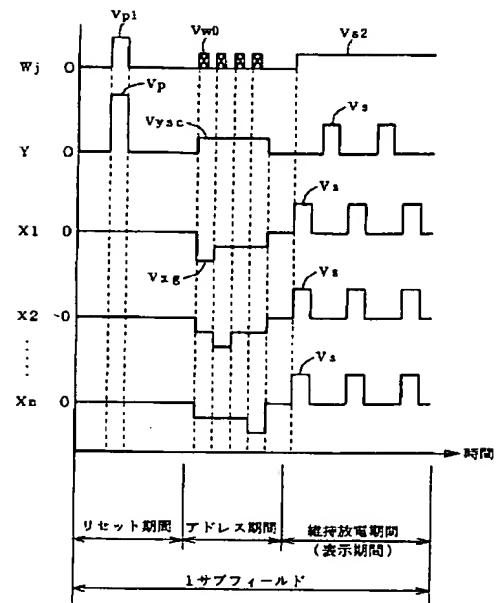 Vp1
Vw0
Vs2
Wj 0
Vp
Vysc
Vs
Y 0
Vs
X1 0
Vxg
Vs
X2 0
Vs
Xn 0
時間
リセット期間
アドレス期間
維持放電期間
(表示期間)
1サブフィールド